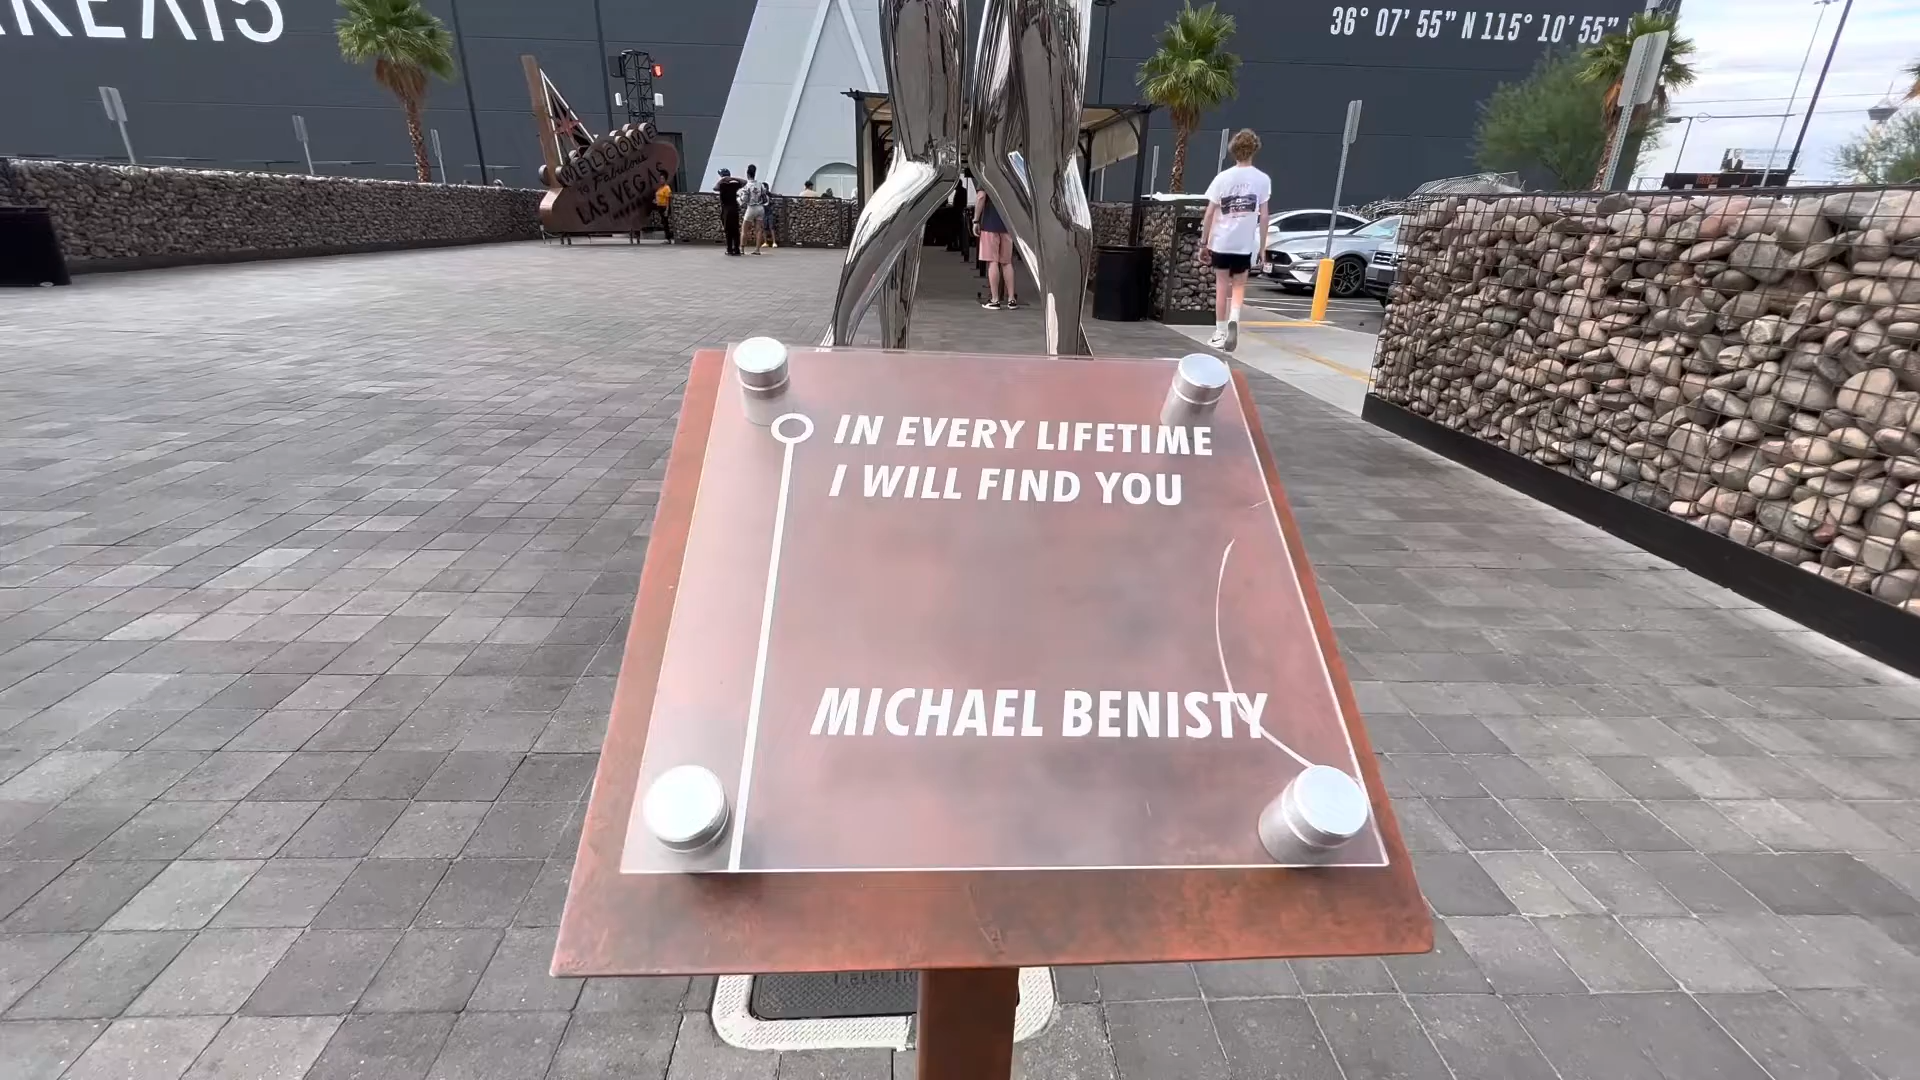 36° 07' 55" N 115° 10' 55"
WELCOME
TO Fabulous
LAS VEGAS
IN EVERY LIFETIME
I WILL FIND YOU
MICHAEL BENISTY